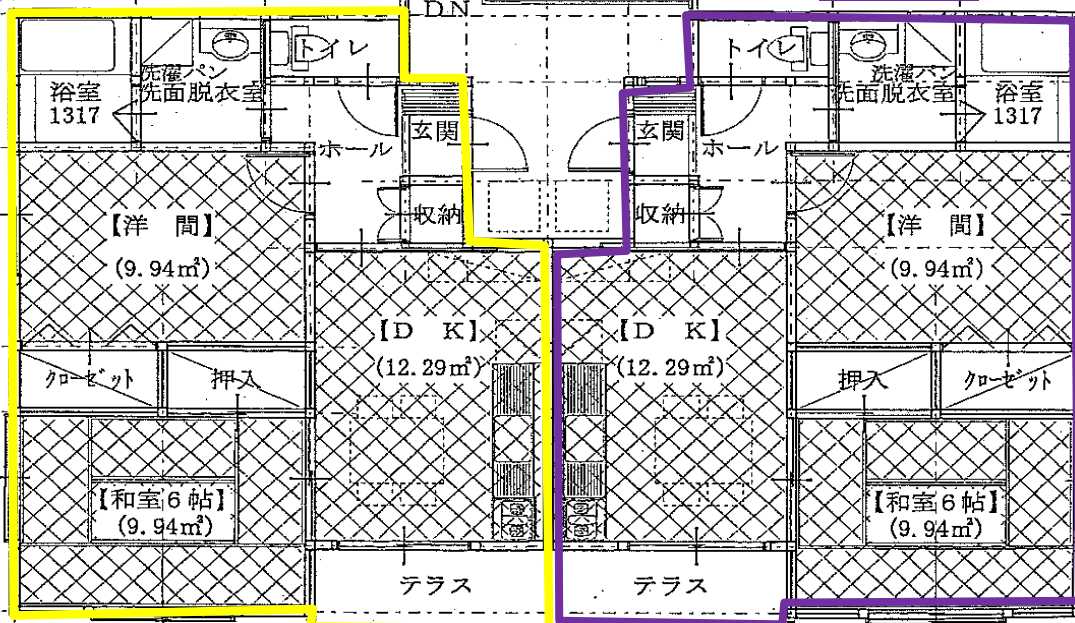 DN
トイレ
トイレ
洗濯パン
洗面脱衣室
洗濯パン
洗面脱衣室
浴室
1317
浴室
1317
玄関
玄関
ホール
ホール
収納
収納
【洋 間】
(9.94㎡)
【洋 間】
(9.94㎡)
【D K】
(12.29㎡)
【D K】
(12.29㎡)
クローゼット
押入
押入
クローゼット
【和室6帖】
(9.94㎡)
【和室6帖】
(9.94㎡)
テラス
テラス